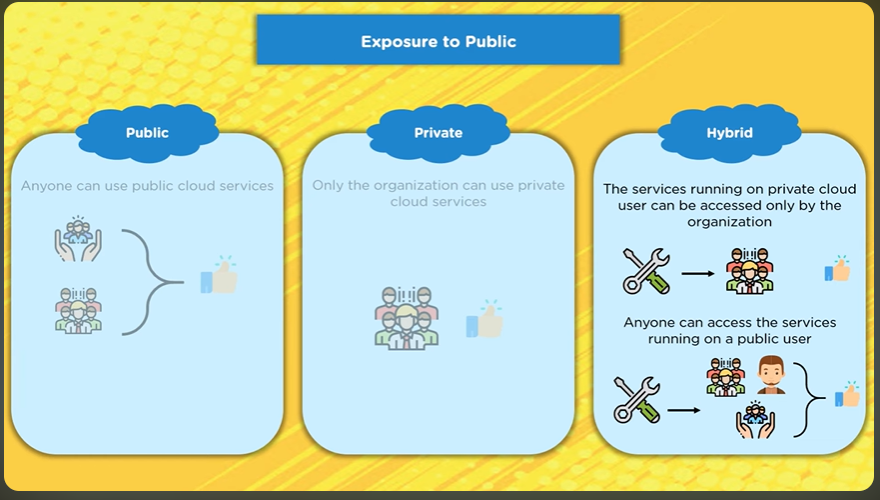 Exposure to Public
Public
Anyone can use public cloud services
Private
Only the organization can use private
cloud services
Hybrid
The services running on private cloud
user can be accessed only by the
organization
Anyone can access the services
running on a public user